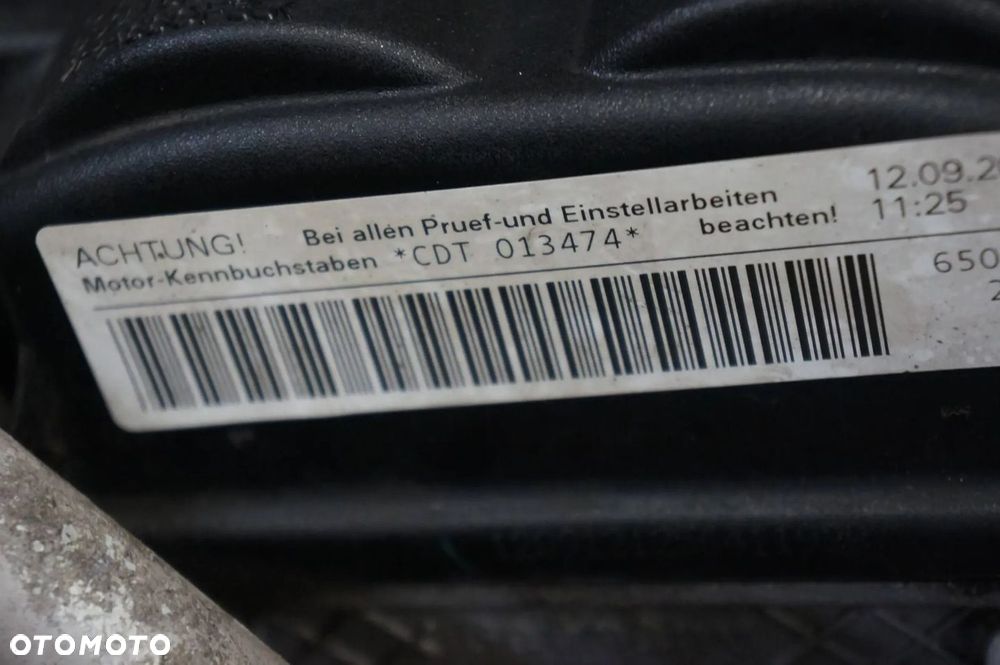 ACHTUNG! Bei allen Pruef-und Einstellarbeiten 12.09.2
Motor-Kennbuchstaben *CDT 013474* beachten! 11:25
650
OTOMOTO